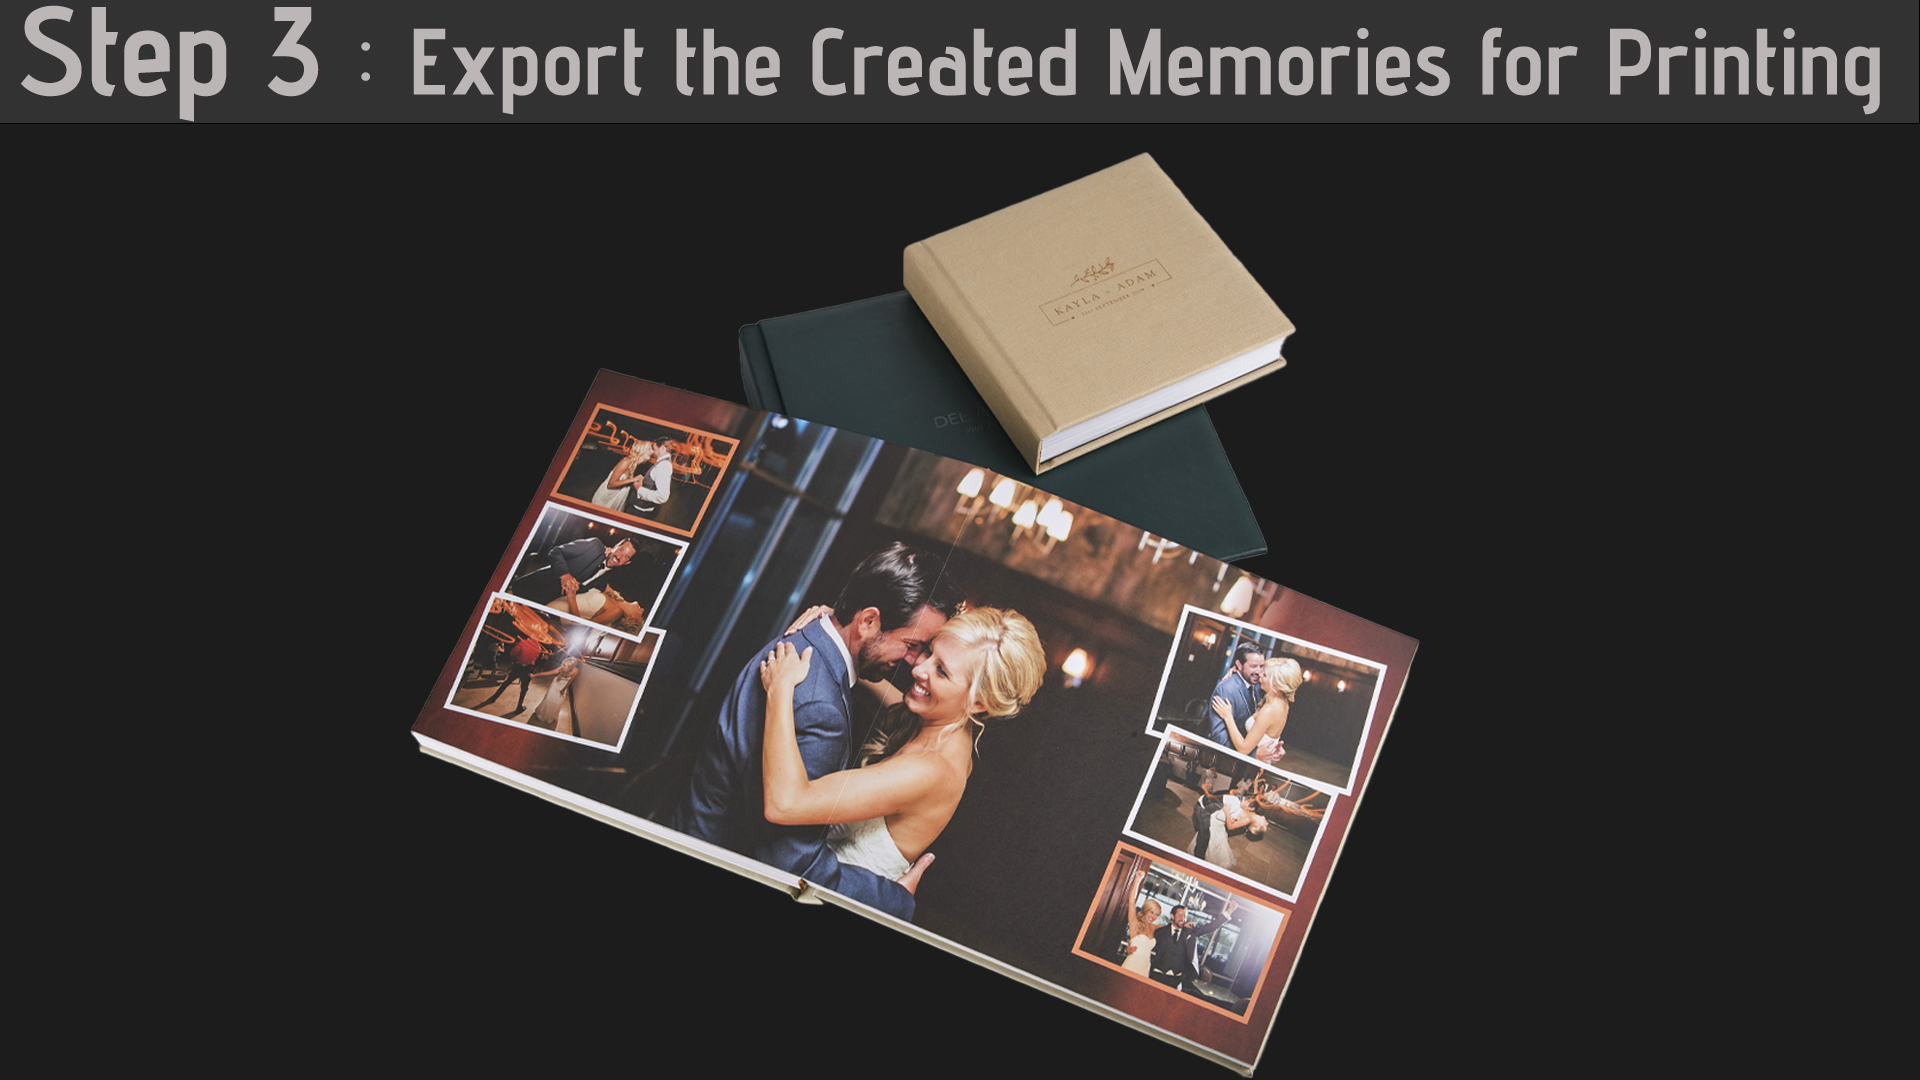 Step 3 : Export the Created Memories for Printing
KAYLA - ADAM